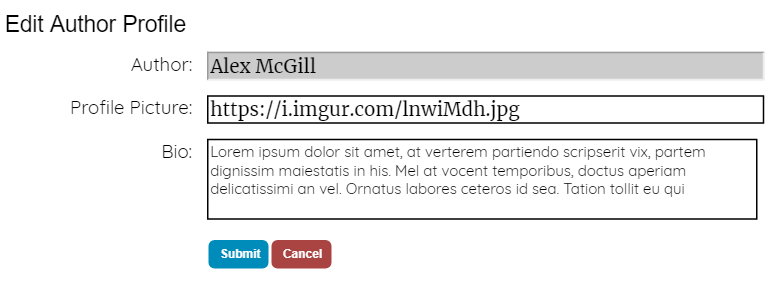 Edit Author Profile
Author: Alex McGill
Profile Picture: https://i.imgur.com/lnwiMdh.jpg
Bio: Lorem ipsum dolor sit amet, at verterem partiendo scripserit vix, partem
dignissim maiestatis in his. Mel at vocent temporibus, doctus aperiam
delicatissimi an vel. Ornatus labores ceteros id sea. Tation tollit eu qui
Submit Cancel